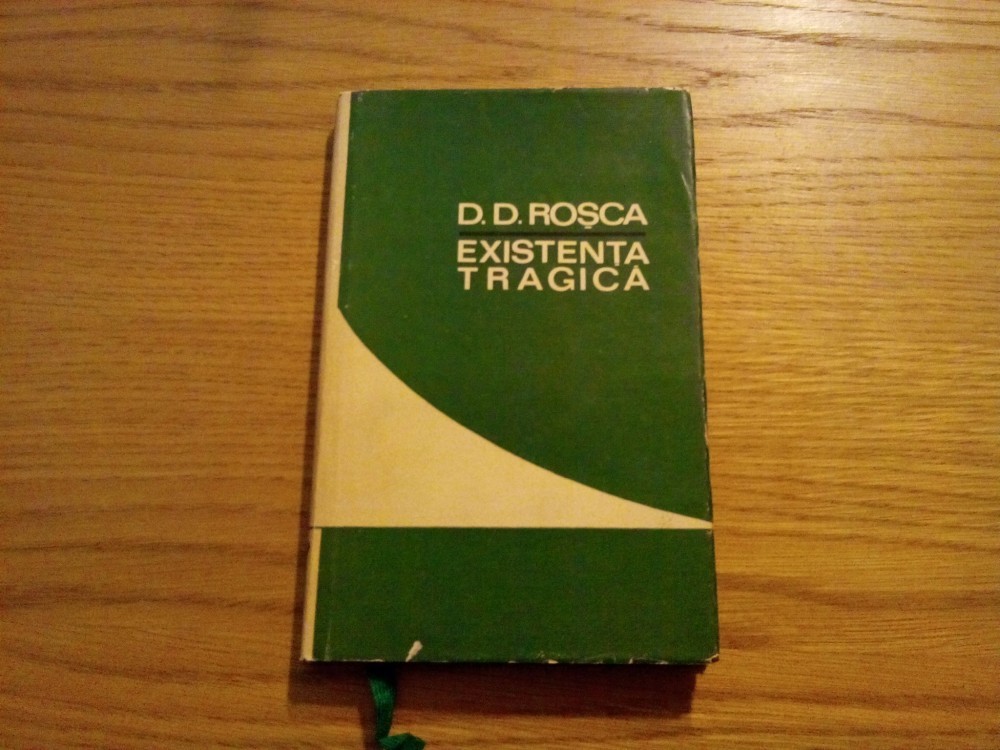 D. D. ROȘCA
EXISTENȚA
TRAGICĂ